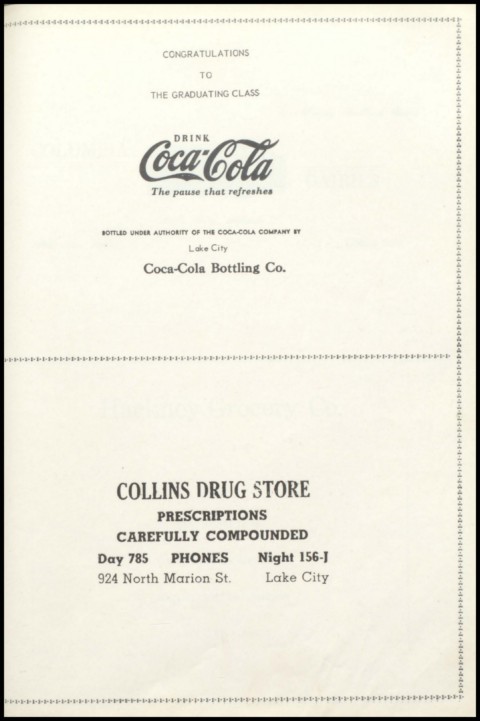 CONGRATULATIONS
TO
THE GRADUATING CLASS
DRINK
Coca-Cola
The pause that refreshes
BOTTLED UNDER AUTHORITY OF THE COCA-COLA COMPANY BY
Lake City
Coca-Cola Bottling Co.
COLLINS DRUG STORE
PRESCRIPTIONS
CAREFULLY COMPOUNDED
Day 785 PHONES Night 156-J
924 North Marion St. Lake City